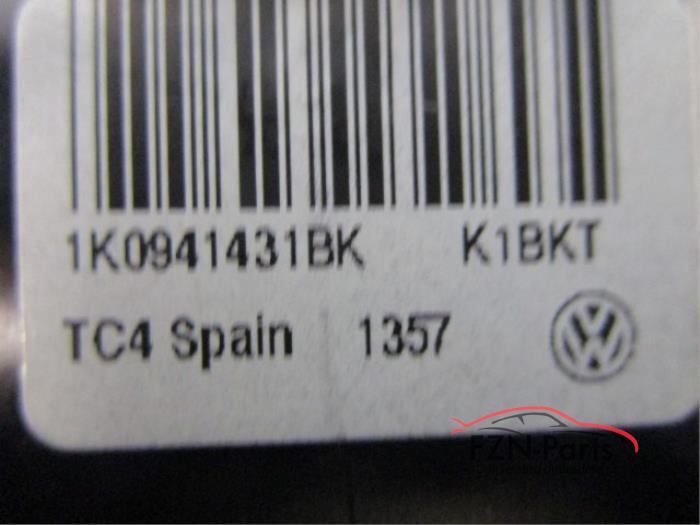 1K0941431BK K1BKT
TC4 Spain 1357
FZN-Parts